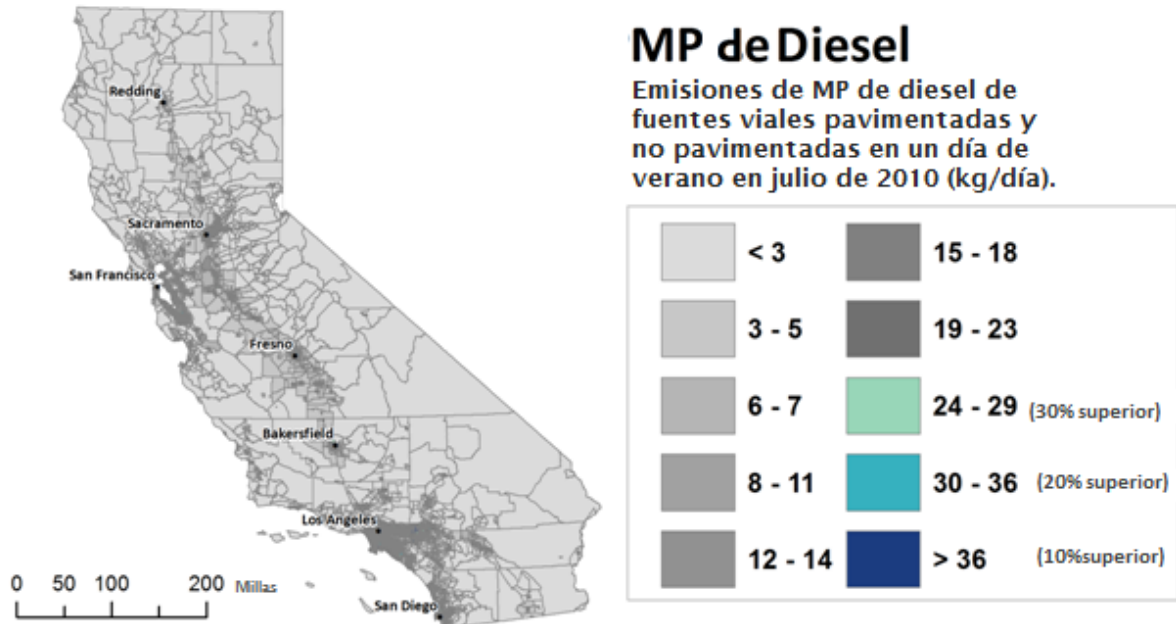 MP de Diesel
Emisiones de MP de diesel de
fuentes viales pavimentadas y
no pavimentadas en un día de
verano en julio de 2010 (kg/día).
Redding
Sacramento
San Francisco
Fresno
Bakersfield
Los Angeles
San Diego
0 50 100 200 Millas
< 3
3 - 5
6 - 7
8 - 11
12 - 14
15 - 18
19 - 23
24 - 29 (30% superior)
30 - 36 (20% superior)
> 36 (10%superior)